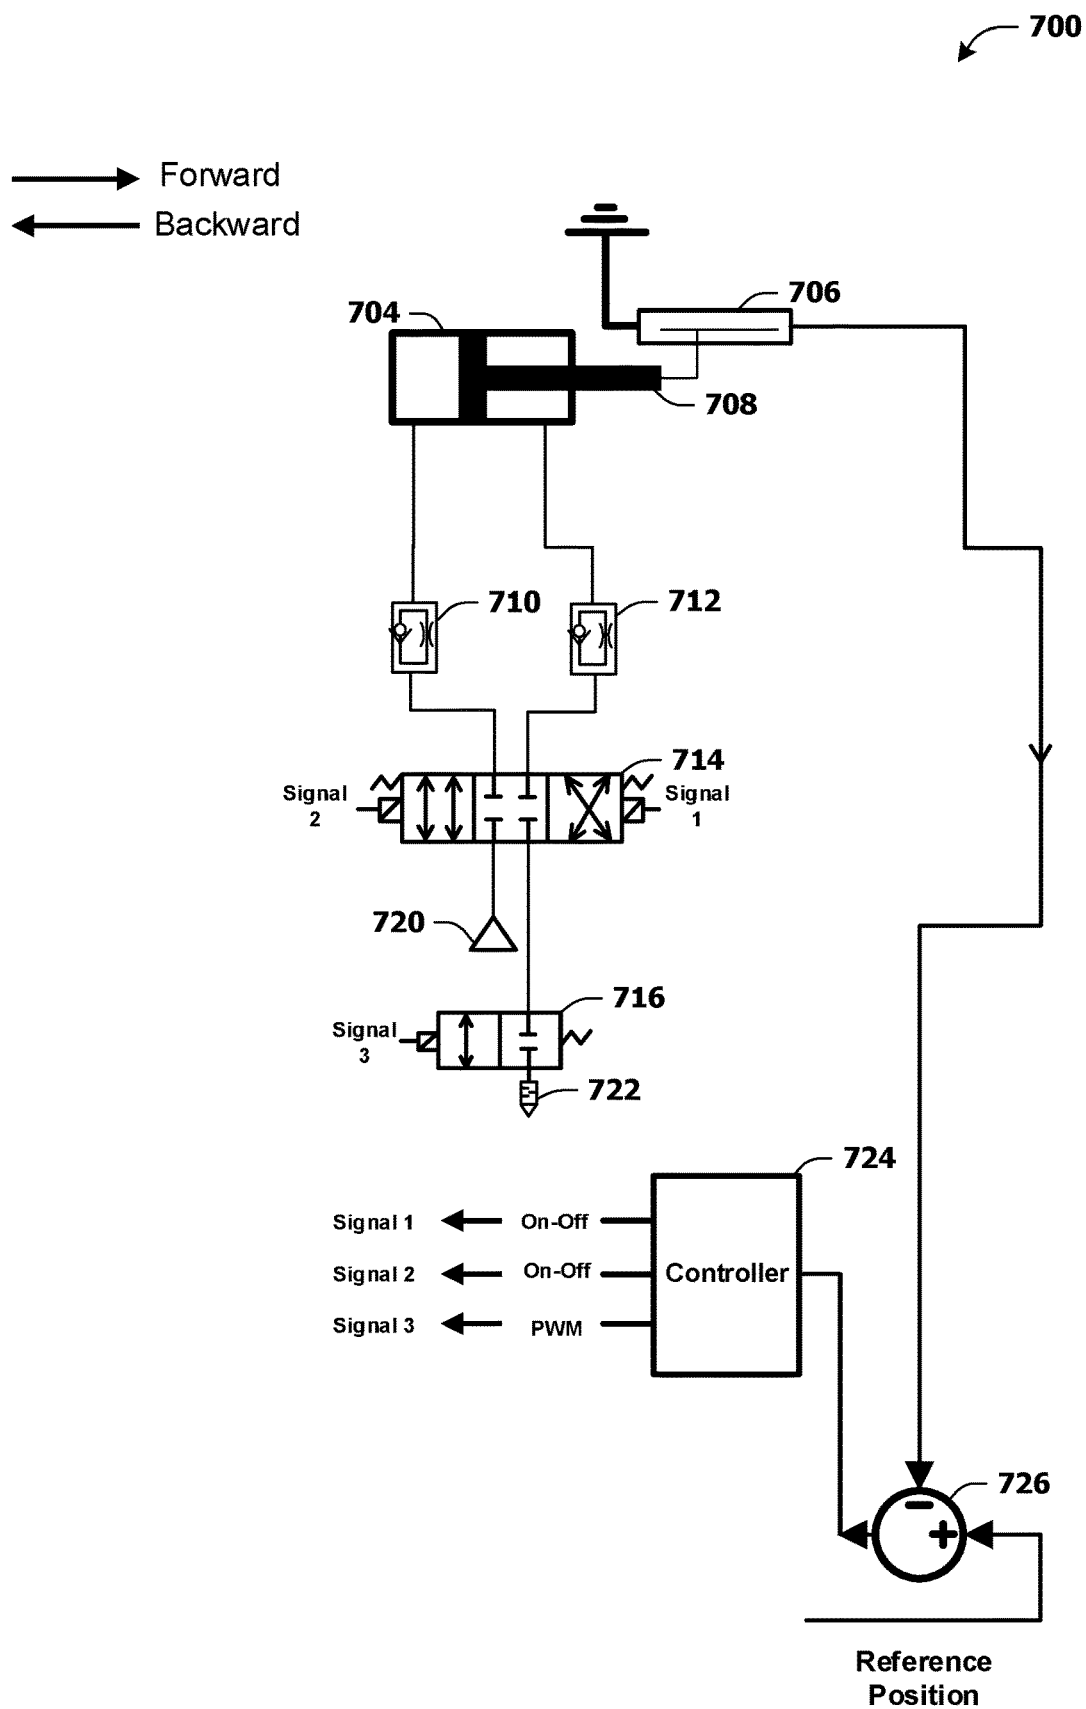 700
Forward
Backward
706
704
708
710
712
714
Signal
2
Signal
1
720
716
Signal
3
722
724
Signal 1
On-Off
Signal 2
On-Off
Controller
Signal 3
PWM
726
−
+
Reference
Position